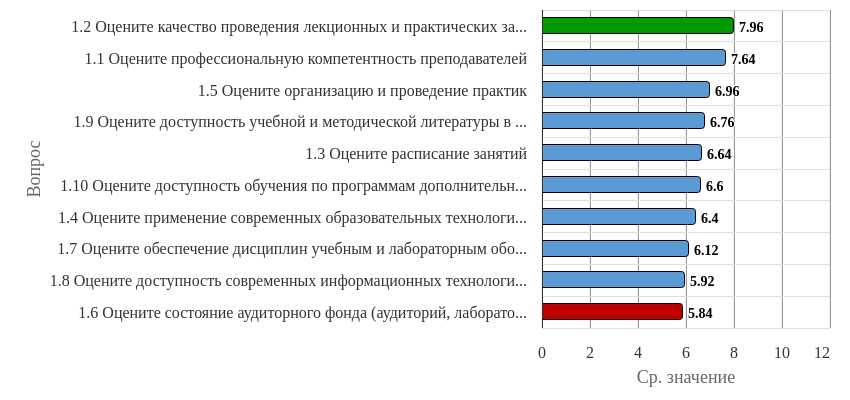 1.2 Оцените качество проведения лекционных и практических за... 7.96
1.1 Оцените профессиональную компетентность преподавателей 7.64
1.5 Оцените организацию и проведение практик 6.96
1.9 Оцените доступность учебной и методической литературы в ... 6.76
1.3 Оцените расписание занятий 6.64
Вопрос
1.10 Оцените доступность обучения по программам дополнительн... 6.6
1.4 Оцените применение современных образовательных технологи... 6.4
1.7 Оцените обеспечение дисциплин учебным и лабораторным обо... 6.12
1.8 Оцените доступность современных информационных технологи... 5.92
1.6 Оцените состояние аудиторного фонда (аудиторий, лаборато... 5.84
0 2 4 6 8 10 12
Ср. значение